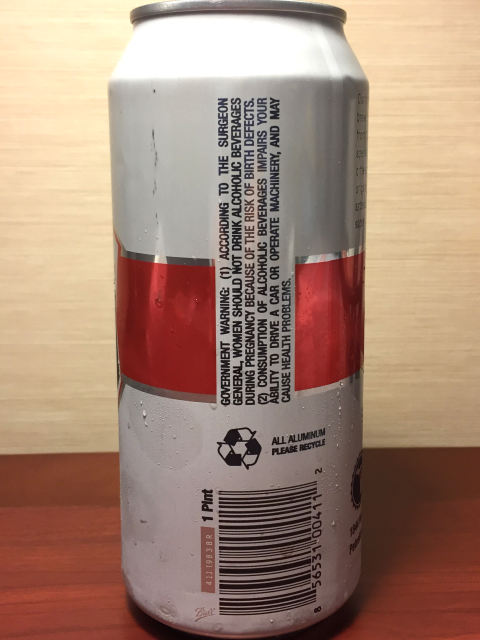 GOVERNMENT WARNING: (1) ACCORDING TO THE SURGEON
GENERAL, WOMEN SHOULD NOT DRINK ALCOHOLIC BEVERAGES
DURING PREGNANCY BECAUSE OF THE RISK OF BIRTH DEFECTS.
(2) CONSUMPTION OF ALCOHOLIC BEVERAGES IMPAIRS YOUR
ABILITY TO DRIVE A CAR OR OPERATE MACHINERY, AND MAY
CAUSE HEALTH PROBLEMS.
ALL ALUMINUM
PLEASE RECYCLE
1 Pint
8 56531 00411 2
Ball